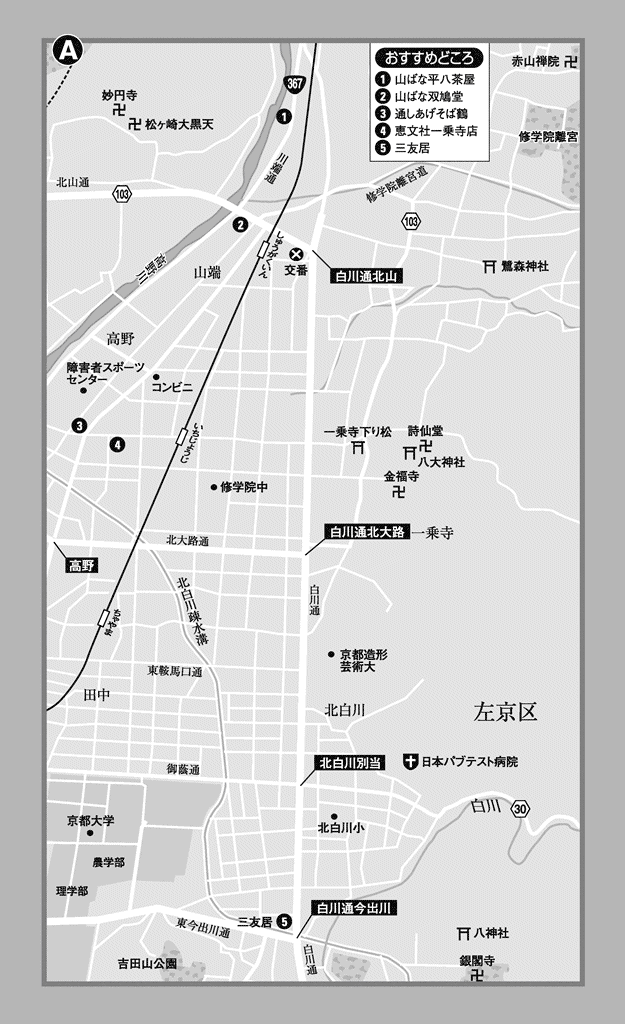 A
おすすめどころ
1 山ばな平八茶屋
2 山ばな双鳩堂
3 通しあげそば鶴
4 恵文社一乗寺店
5 三友居
赤山禅院
367
妙円寺
松ヶ崎大黒天
1
修学院離宮
川端通
北山通
103
修学院離宮道
103
2
しゅうがくいん
交番
鷺森神社
高野川
山端
白川通北山
高野
障害者スポーツ
センター
コンビニ
3
4
いちじょうじ
一乗寺下り松
詩仙堂
八大神社
金福寺
修学院中
白川通北大路
一乗寺
北大路通
高野
北白川疏水溝
白川通
ちゃやま
京都造形
芸術大
東鞍馬口通
田中
北白川
左京区
北白川別当
日本バプテスト病院
御蔭通
白川
30
京都大学
北白川小
農学部
理学部
白川通今出川
三友居 5
東今出川通
八神社
白川通
吉田山公園
銀閣寺